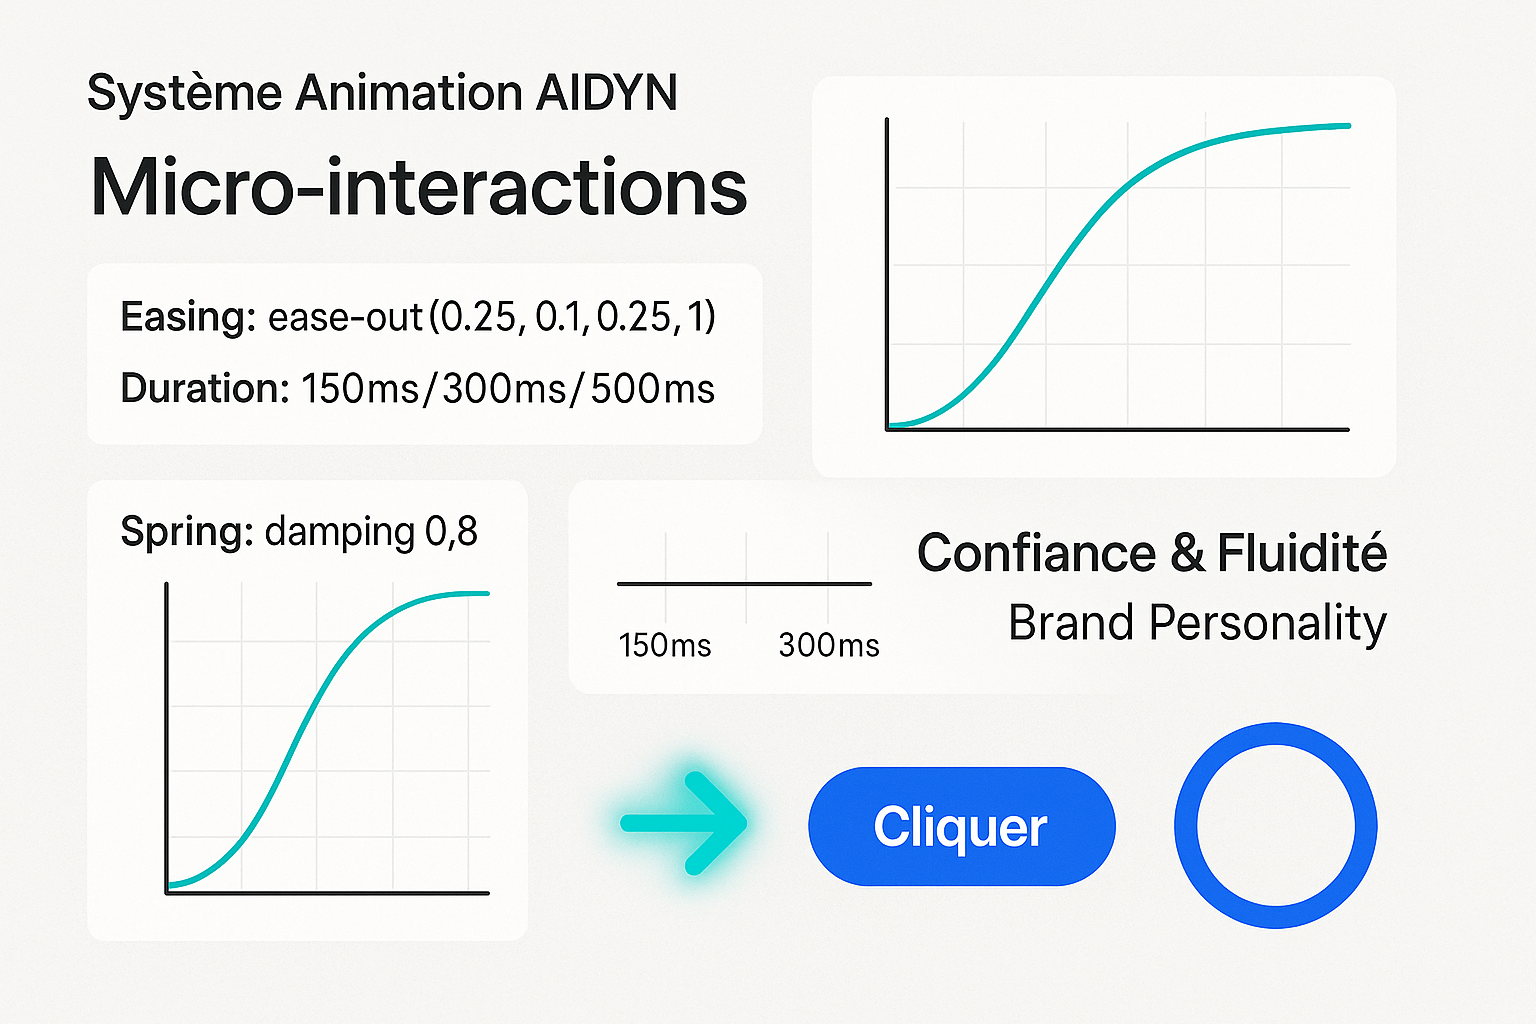 Système Animation AIDYN
Micro-interactions
Easing: ease-out(0.25, 0.1, 0.25, 1)
Duration: 150ms/300ms/500ms
Spring: damping 0,8
150ms 300ms
Confiance & Fluidité
Brand Personality
Cliquer